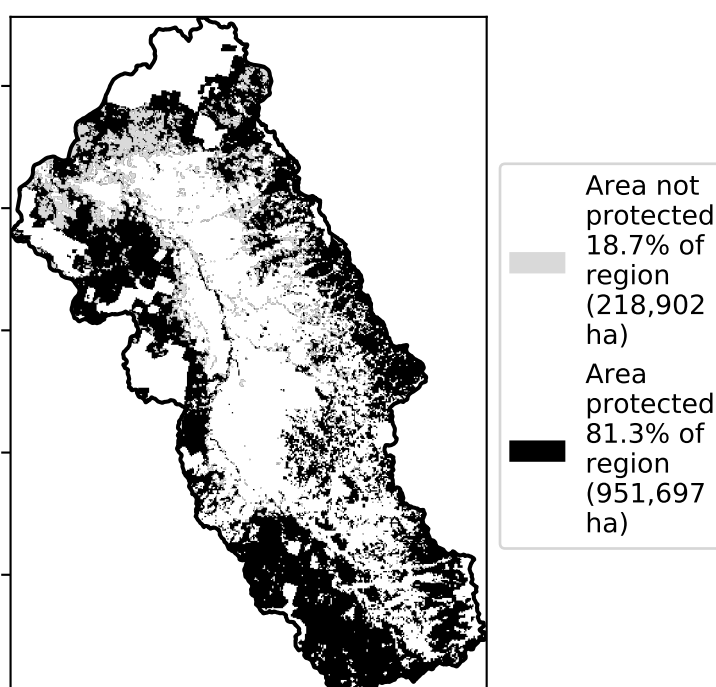 Area not
protected
18.7% of
region
(218,902
ha)
Area
protected
81.3% of
region
(951,697
ha)